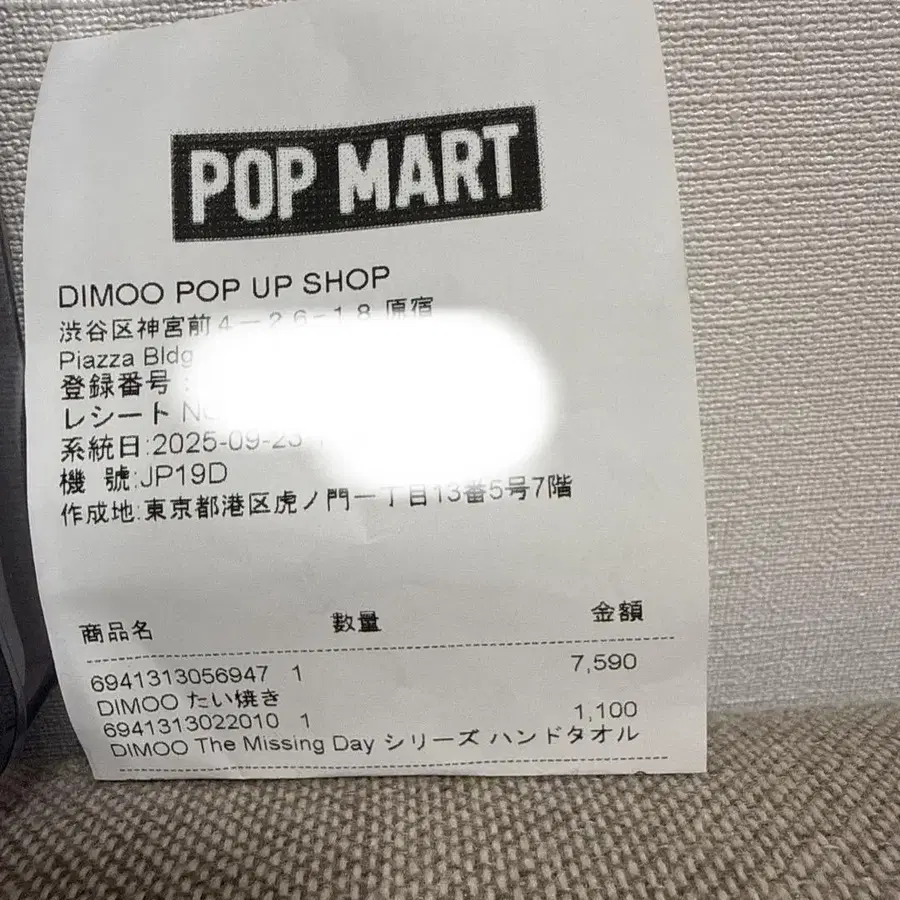 POP MART
DIMOO POP UP SHOP
渋谷区神宮前4-26-18 原宿
Piazza Bldg
登録番号:
レシート No
系統日:2025-09-23
機 號:JP19D
作成地:東京都港区虎ノ門一丁目13番5号7階
商品名 數量 金額
6941313056947 1 7,590
DIMOO たい焼き
6941313022010 1 1,100
DIMOO The Missing Day シリーズ ハンドタオル